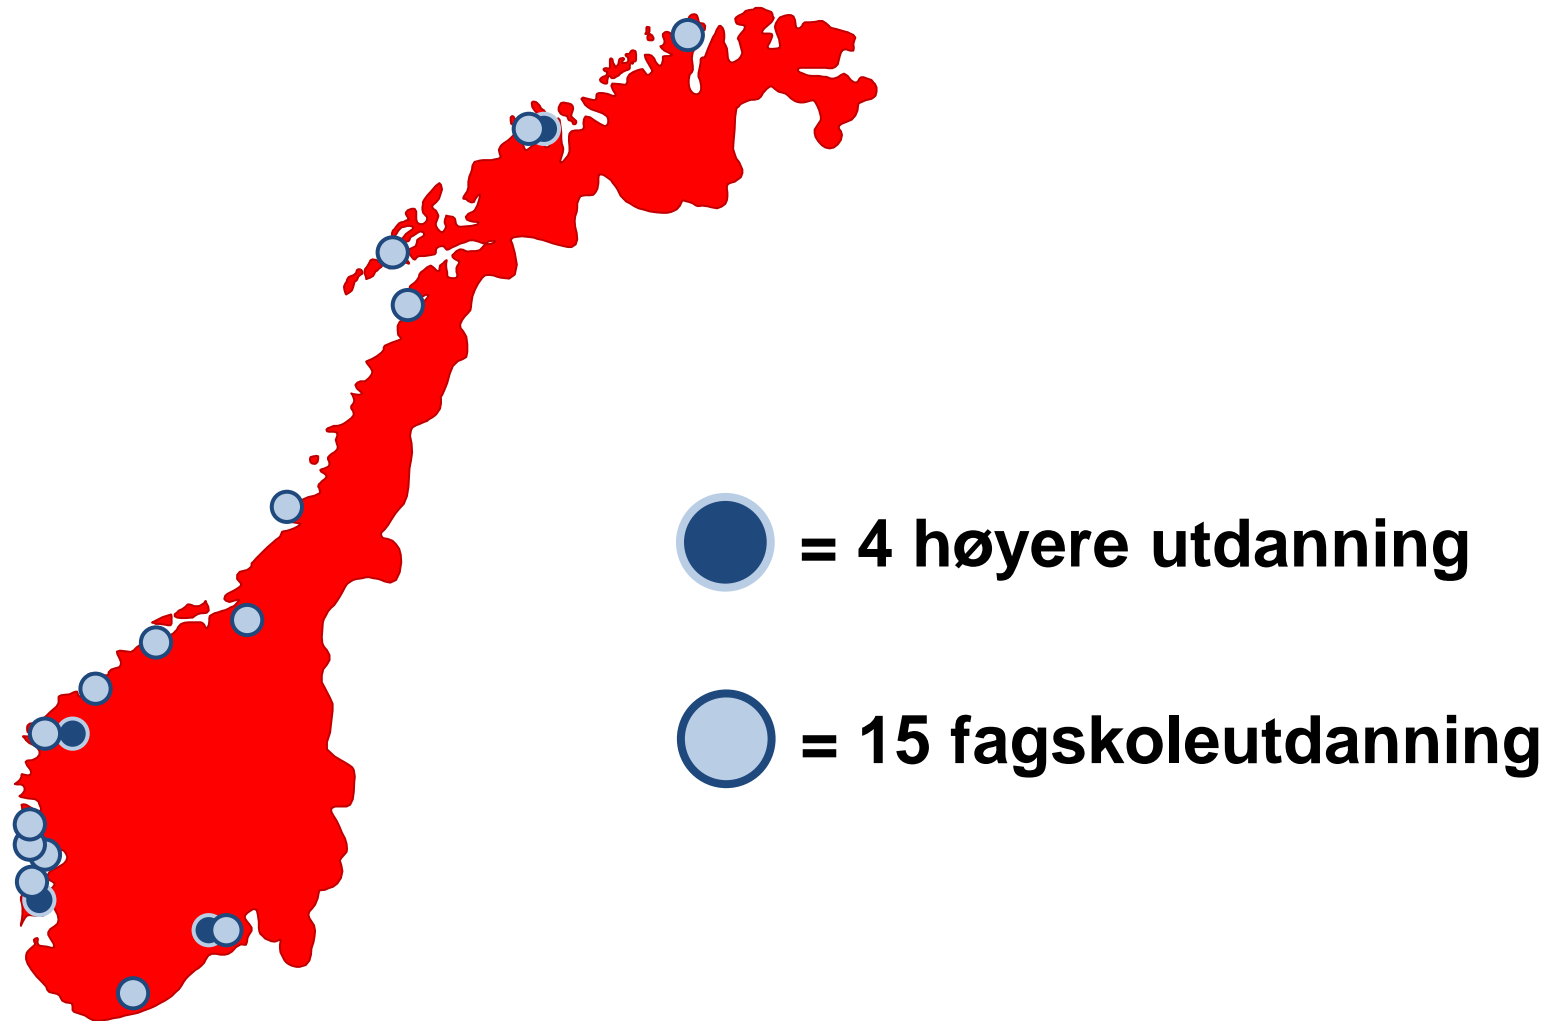 = 4 høyere utdanning
= 15 fagskoleutdanning